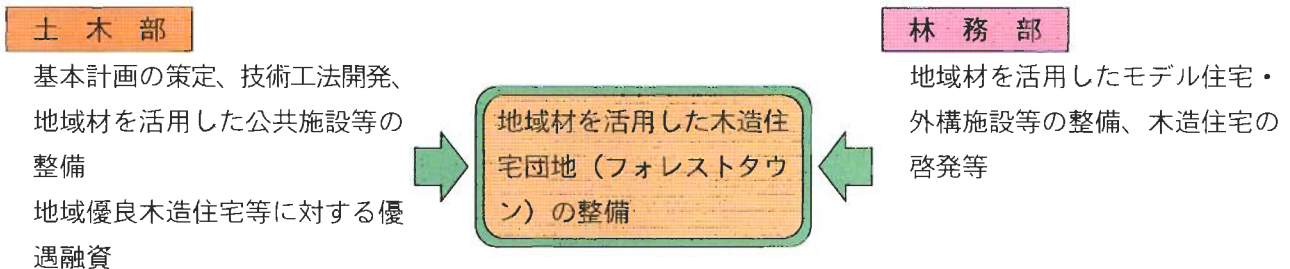 土木部
基本計画の策定、技術工法開発、
地域材を活用した公共施設等の
整備
地域優良木造住宅等に対する優
遇融資
地域材を活用した木造住
宅団地（フォレストタウ
ン）の整備
林務部
地域材を活用したモデル住宅・
外構施設等の整備、木造住宅の
啓発等